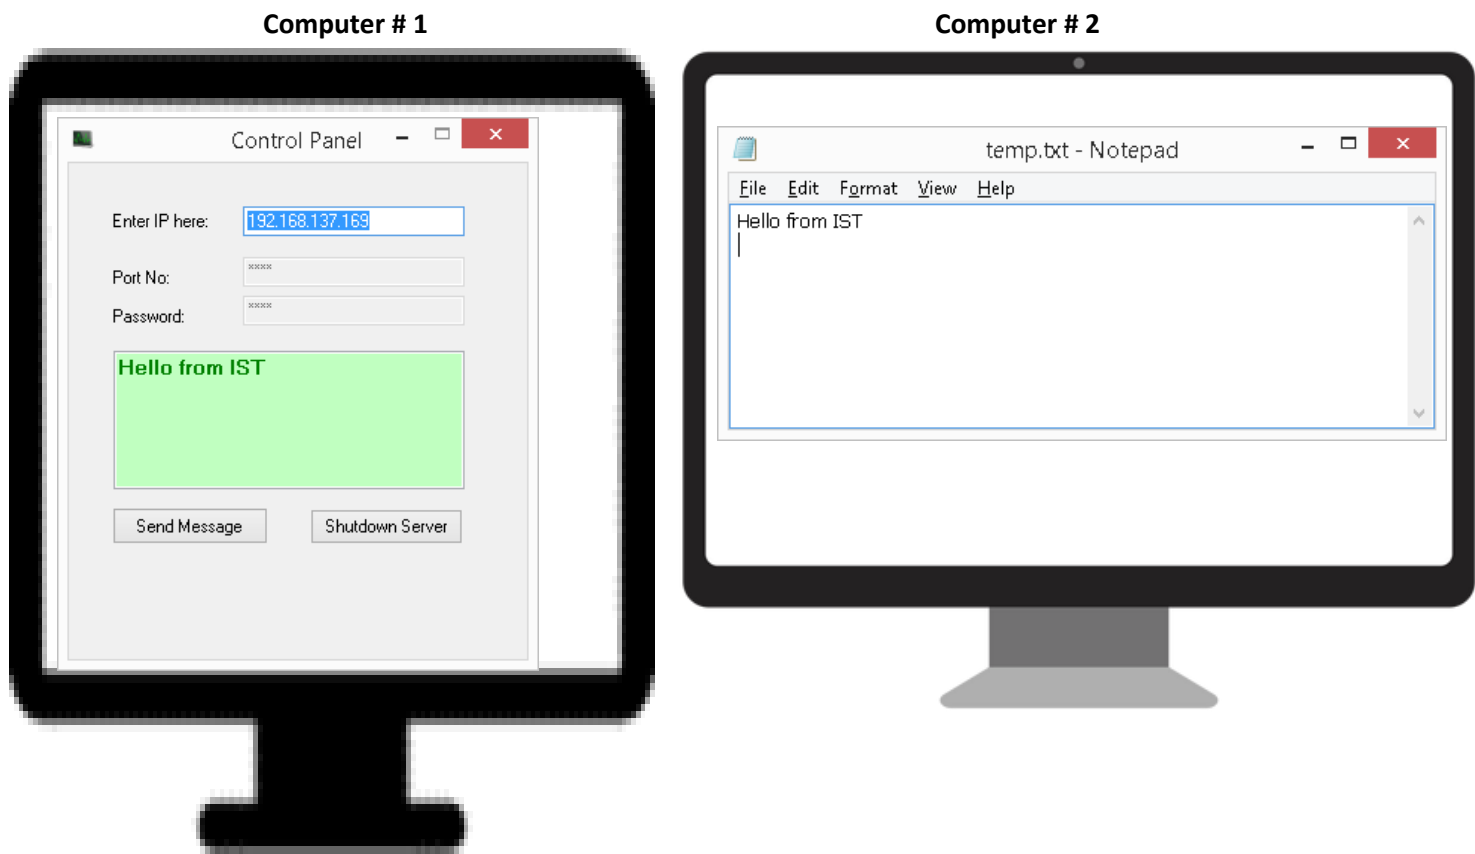 Computer # 1
Control Panel
Enter IP here:
192.168.137.169
Port No:
××××
Password:
××××
Hello from IST
Send Message
Shutdown Server
Computer # 2
temp.txt - Notepad
File Edit Format View Help
Hello from IST